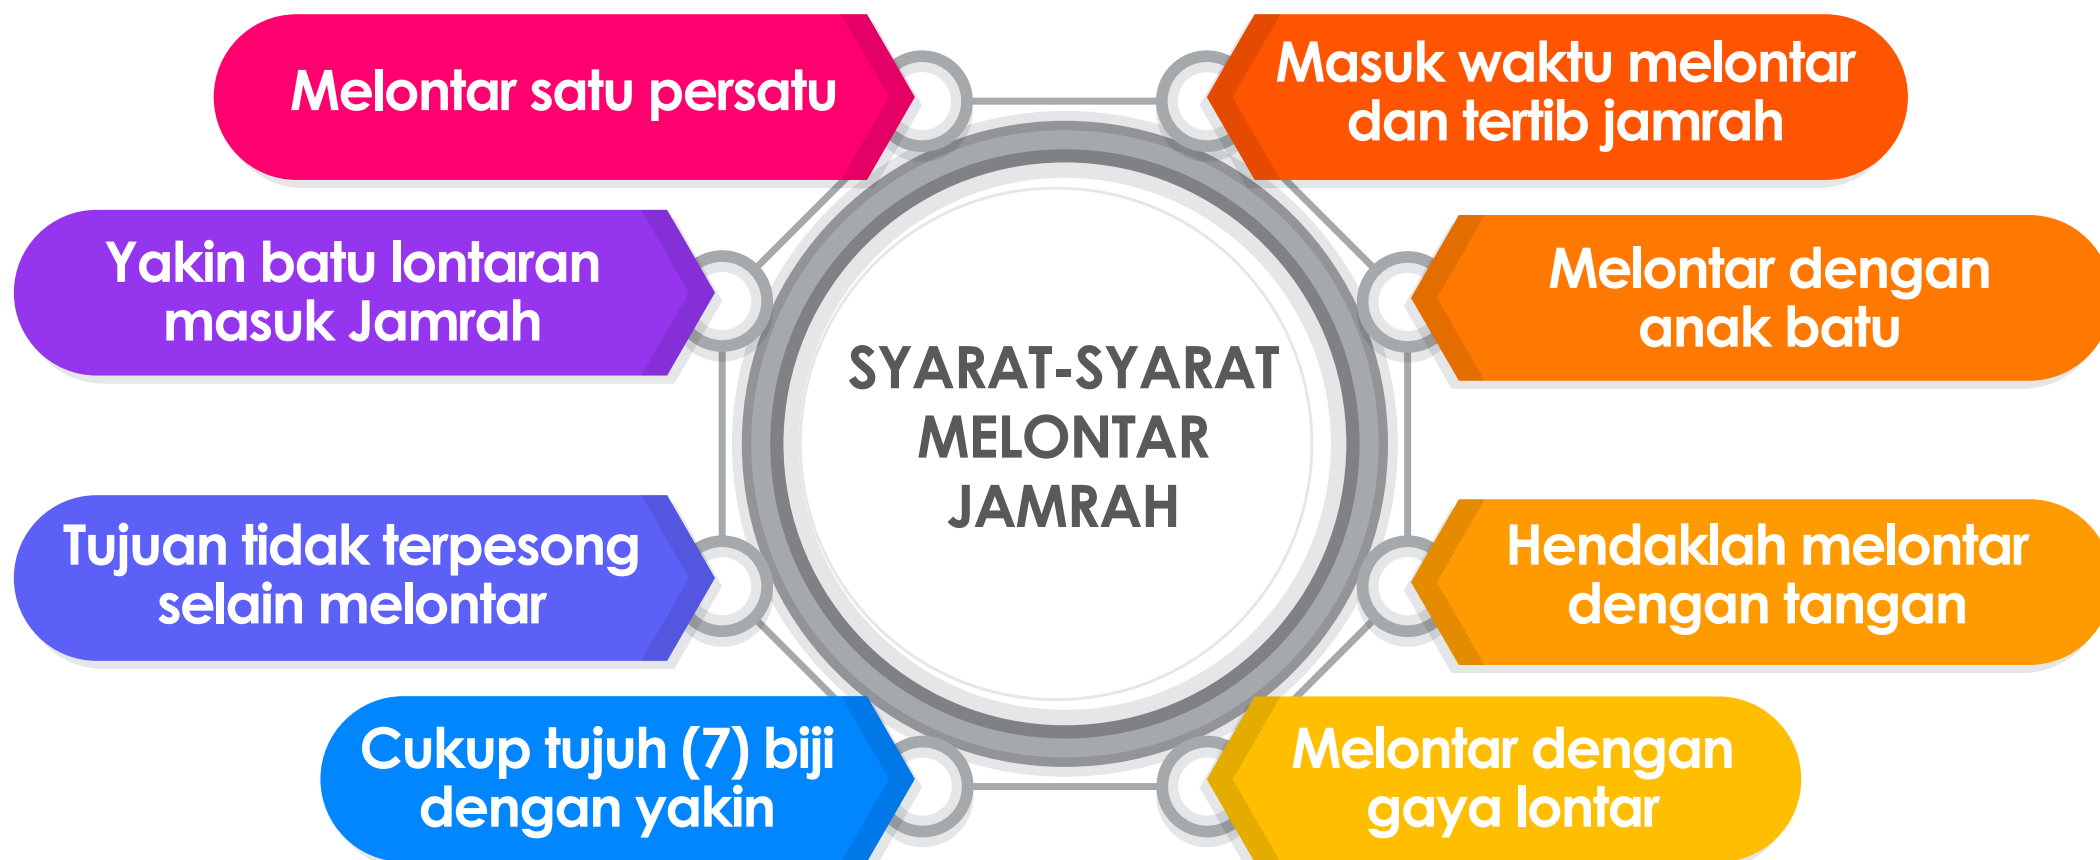 Melontar satu persatu
Masuk waktu melontar
dan tertib jamrah
Yakin batu lontaran
masuk Jamrah
Melontar dengan
anak batu
SYARAT-SYARAT
MELONTAR
JAMRAH
Tujuan tidak terpesong
selain melontar
Hendaklah melontar
dengan tangan
Cukup tujuh (7) biji
dengan yakin
Melontar dengan
gaya lontar